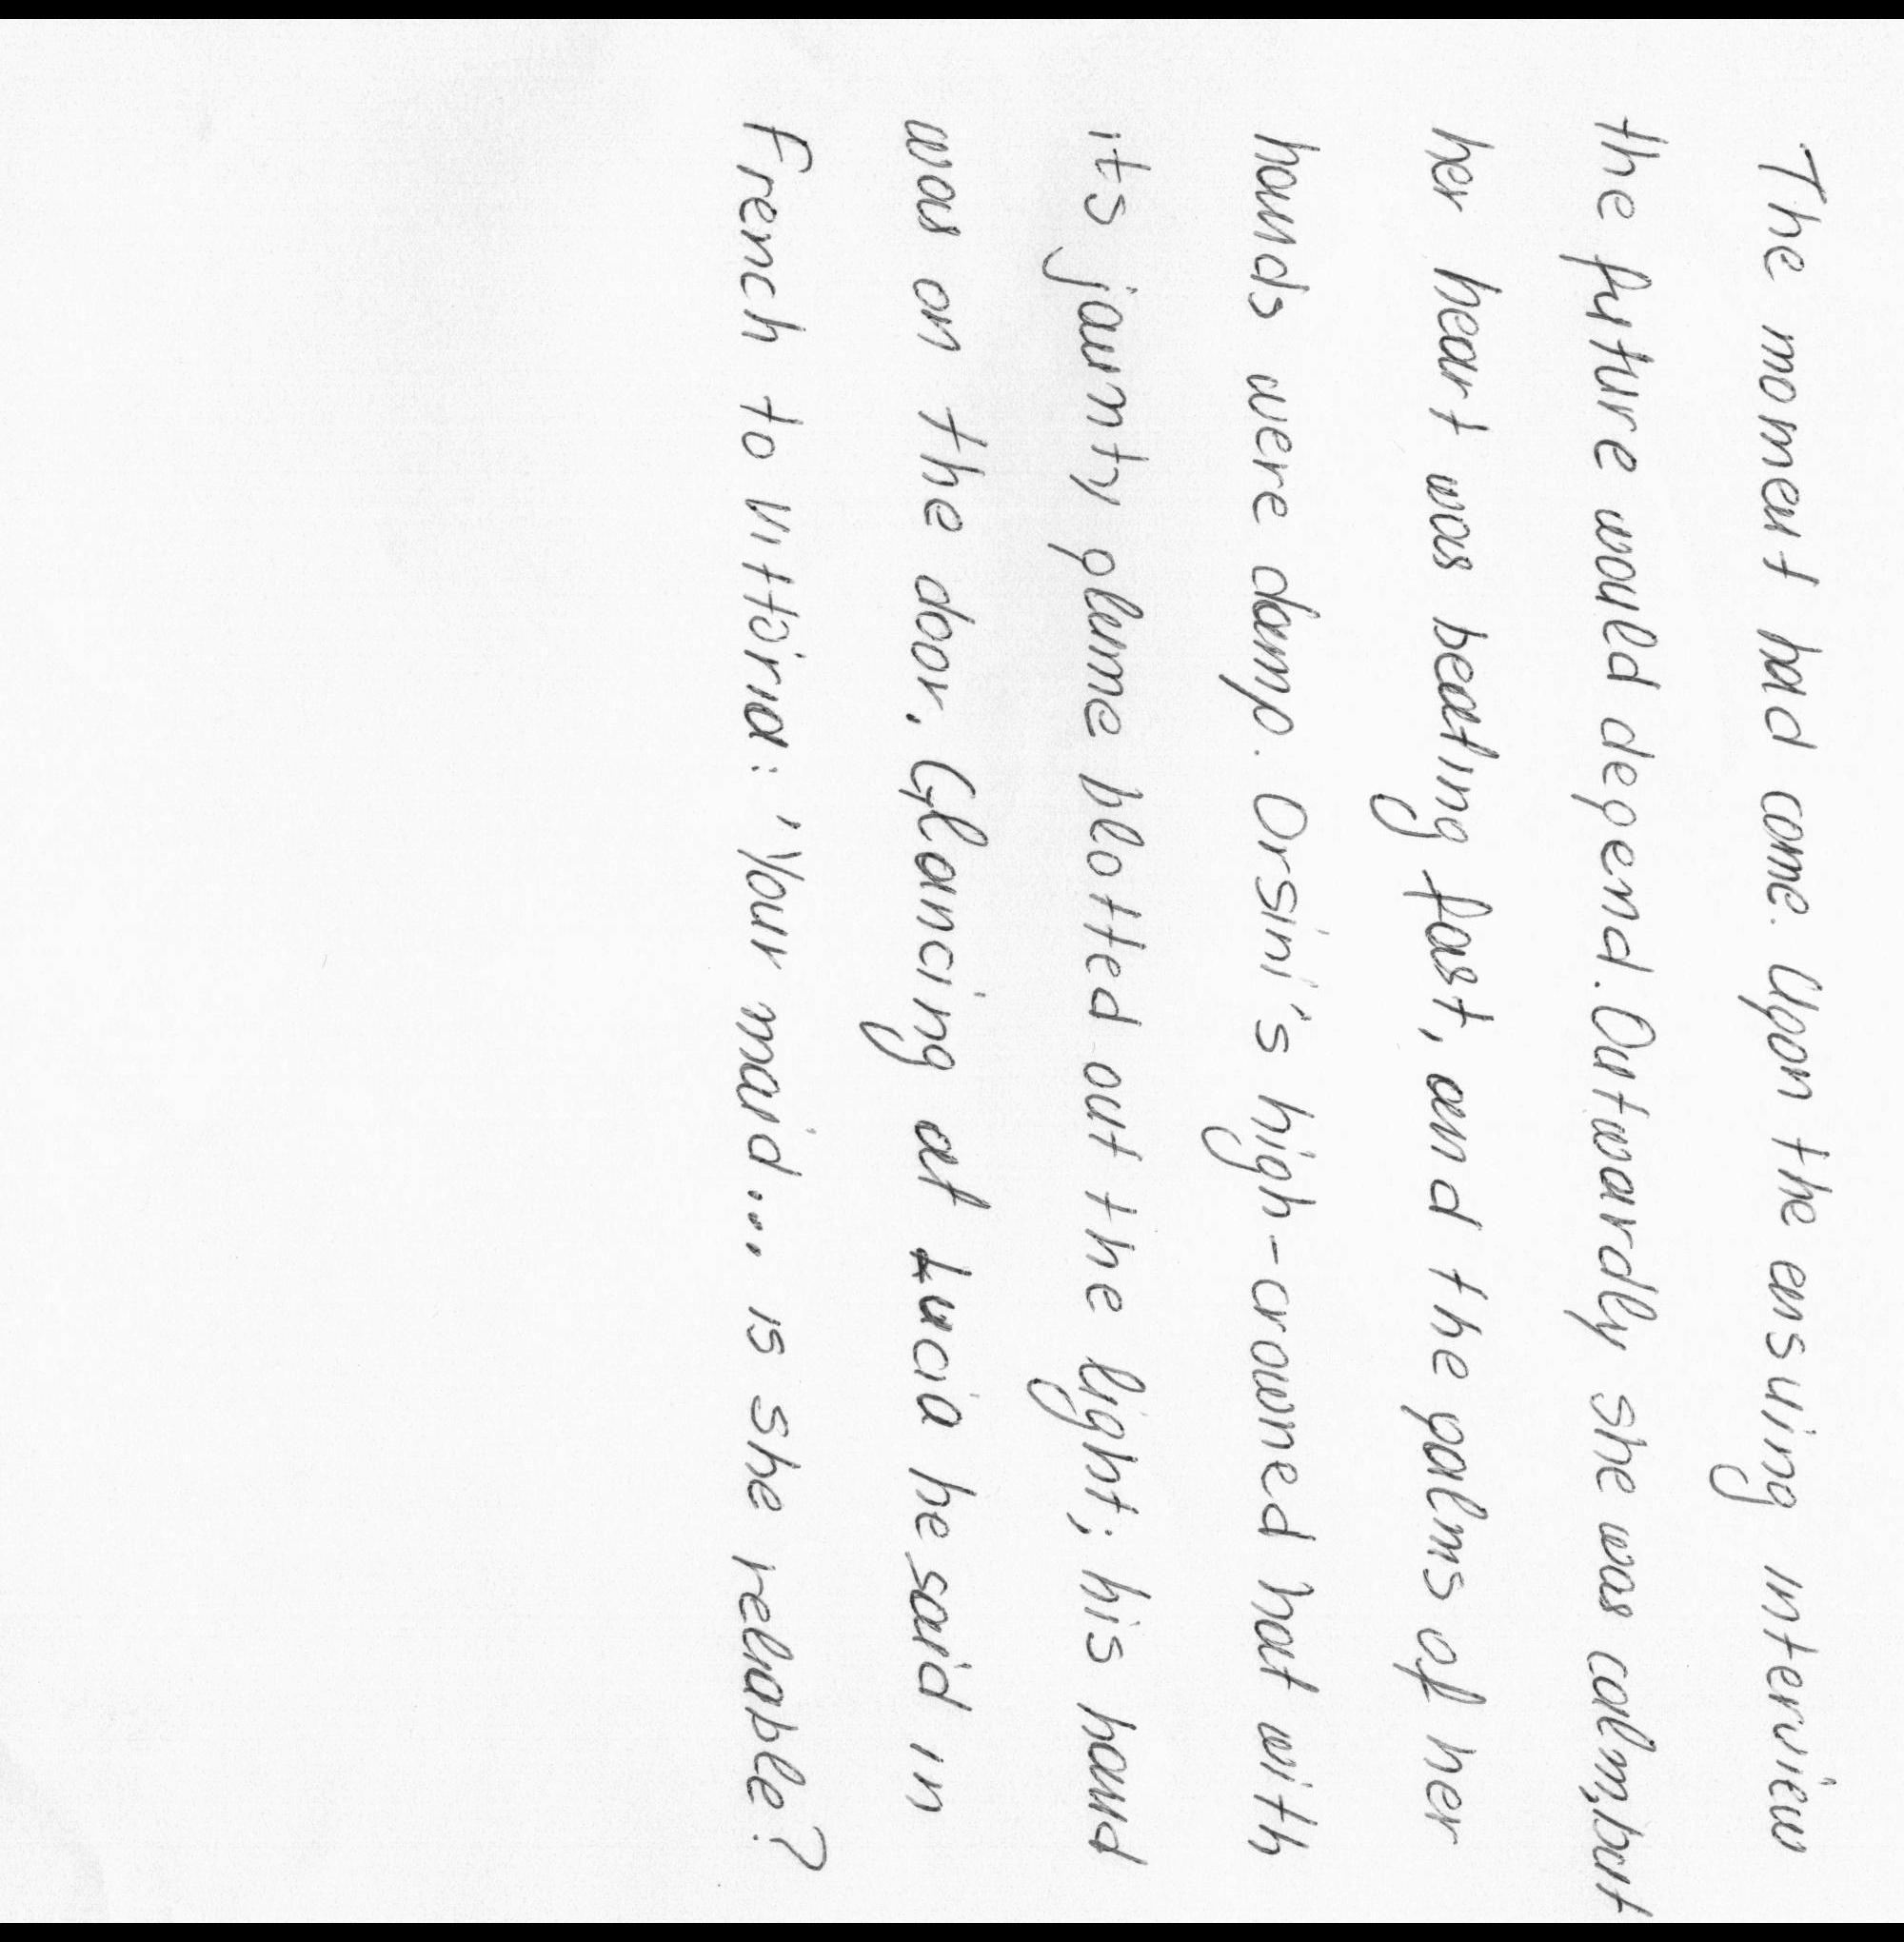 The moment had come. Upon the ensuing interview
the future would depend. Outwardly she was calm, but
her heart was beating fast, and the palms of her
hands were damp. Orsini's high-crowned hat with
its jaunty plume blotted out the light; his hand
was on the door. Glancing at Lucia he said in
French to Vittoria: 'Your maid... is she reliable?